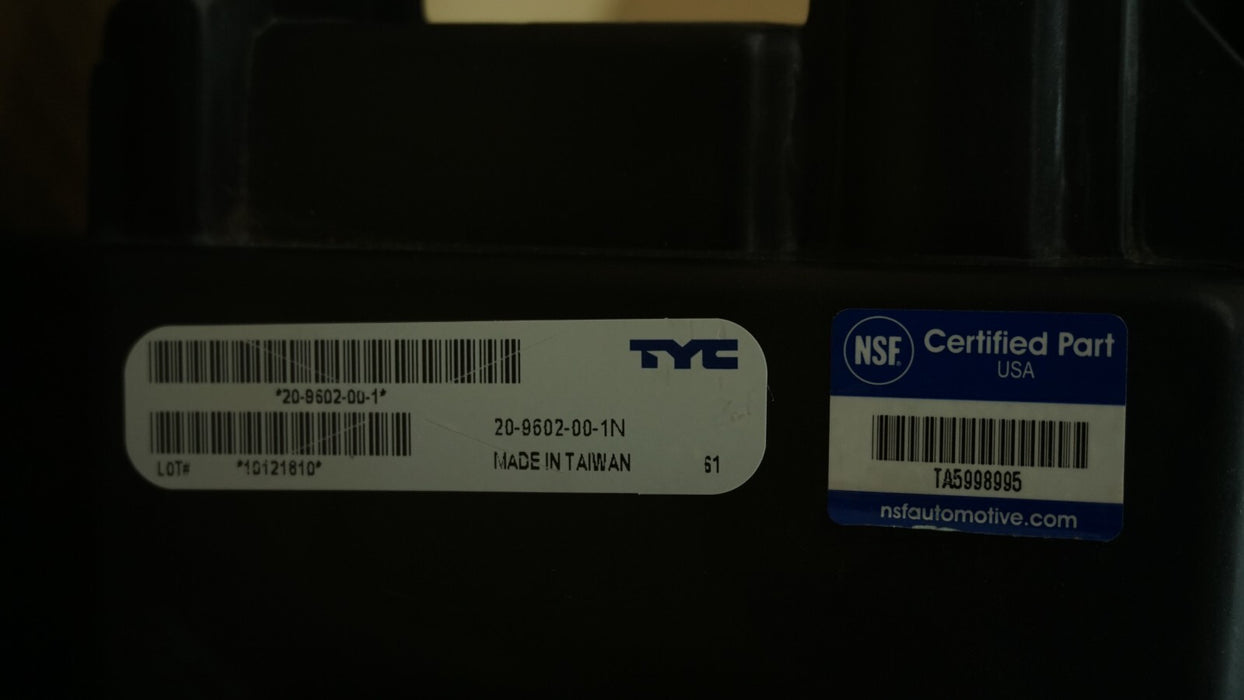 *20-9602-00-1*
TYC
20-9602-00-1N
LOT# *10121810*
MADE IN TAIWAN 61
NSF. Certified Part
USA
TA5998995
nsfautomotive.com